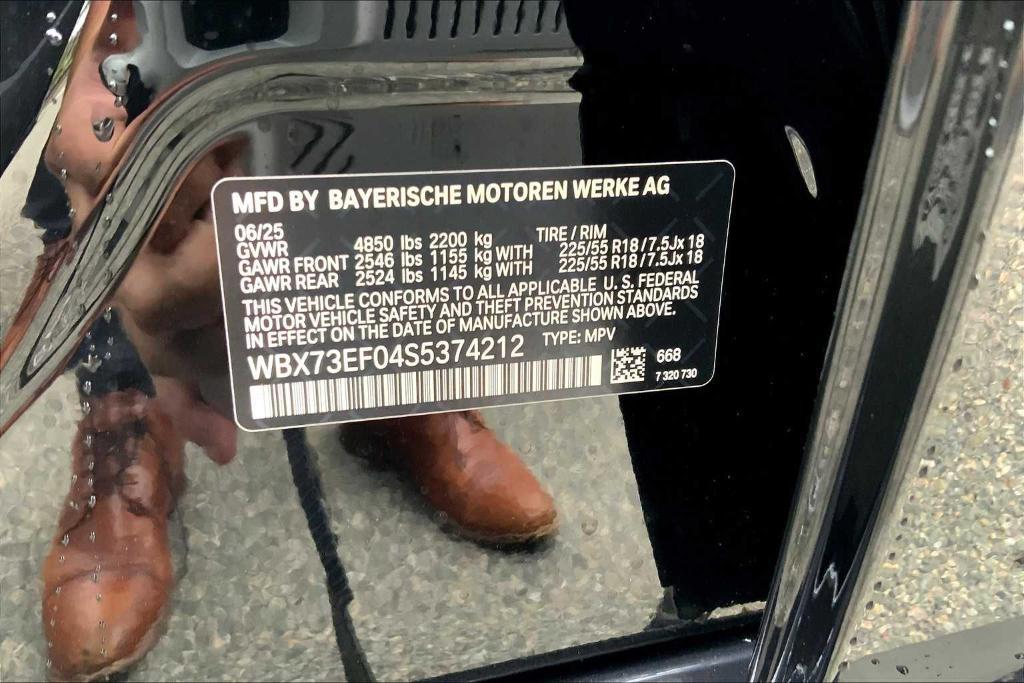 MFD BY BAYERISCHE MOTOREN WERKE AG
06/25 TIRE / RIM
GVWR 4850 lbs 2200 kg
GAWR FRONT 2546 lbs 1155 kg WITH 225/55 R18 / 7.5Jx 18
GAWR REAR 2524 lbs 1145 kg WITH 225/55 R18 / 7.5Jx 18
THIS VEHICLE CONFORMS TO ALL APPLICABLE U. S. FEDERAL
MOTOR VEHICLE SAFETY AND THEFT PREVENTION STANDARDS
IN EFFECT ON THE DATE OF MANUFACTURE SHOWN ABOVE.
WBX73EF04S5374212 TYPE: MPV
668
7 320 730